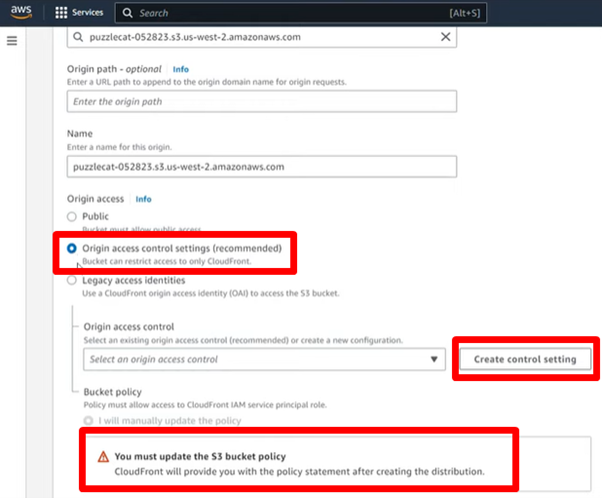 aws
Services
Search
[Alt+S]
puzzlecat-052823.s3.us-west-2.amazonaws.com
Origin path - optional Info
Enter a URL path to append to the origin domain name for origin requests.
Enter the origin path
Name
Enter a name for this origin.
puzzlecat-052823.s3.us-west-2.amazonaws.com
Origin access Info
Public
Bucket must allow public access.
Origin access control settings (recommended)
Bucket can restrict access to only CloudFront.
Legacy access identities
Use a CloudFront origin access identity (OAI) to access the S3 bucket.
Origin access control
Select an existing origin access control (recommended) or create a new configuration.
Select an origin access control
Create control setting
Bucket policy
Policy must allow access to CloudFront IAM service principal role.
I will manually update the policy
You must update the S3 bucket policy
CloudFront will provide you with the policy statement after creating the distribution.